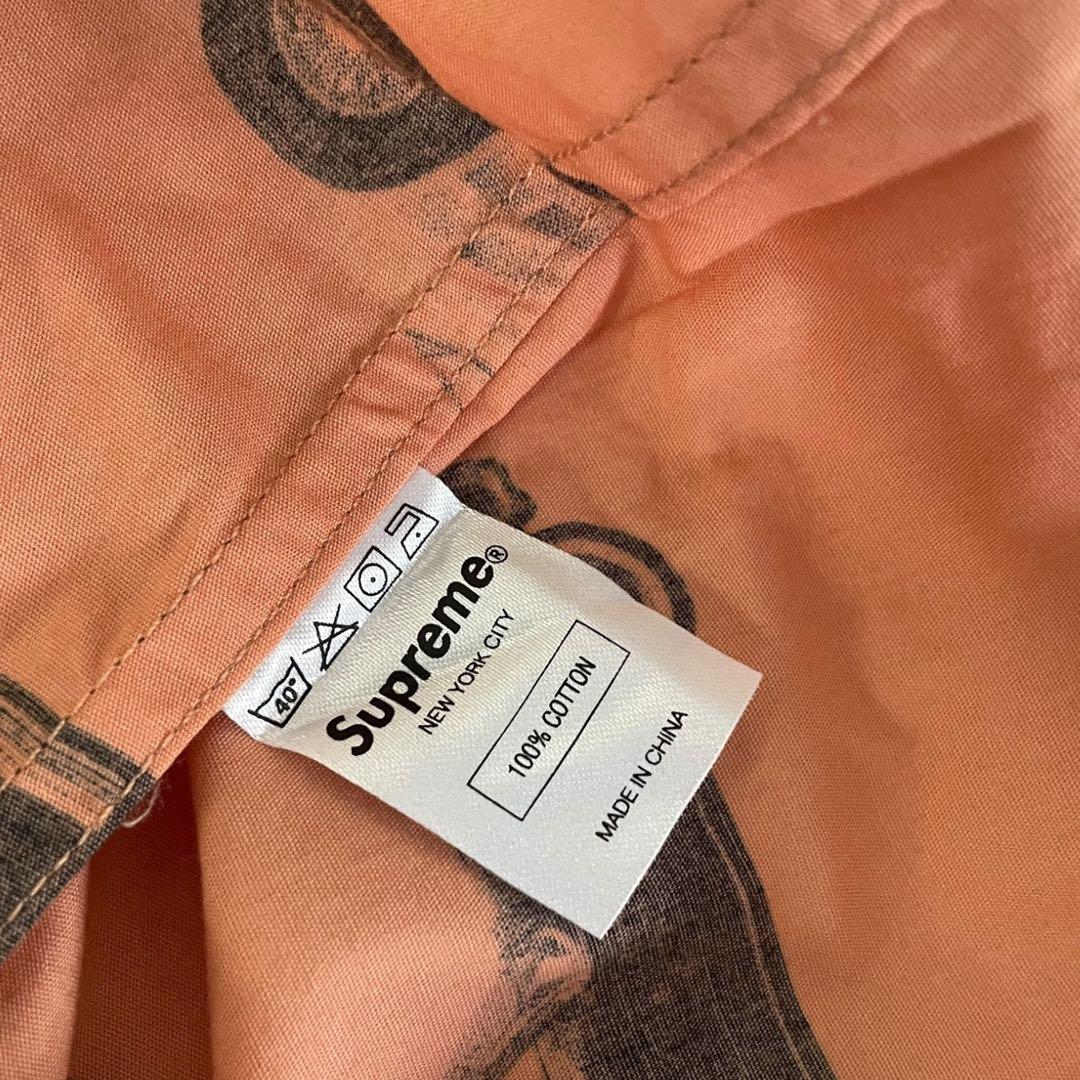 40°
Supreme®
NEW YORK CITY
100% COTTON
MADE IN CHINA